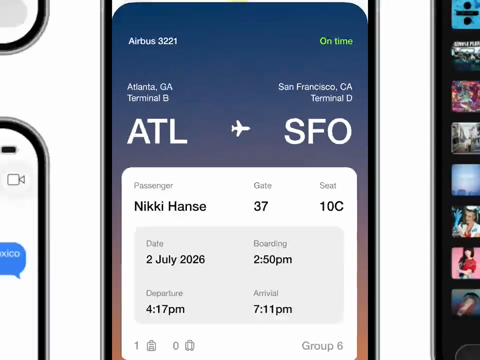 Airbus 3221
On time
Atlanta, GA
Terminal B
San Francisco, CA
Terminal D
ATL
SFO
Passenger
Gate
Seat
Nikki Hanse
37
10C
Date
Boarding
2 July 2026
2:50pm
Departure
Arrivial
4:17pm
7:11pm
1
0
Group 6
xico